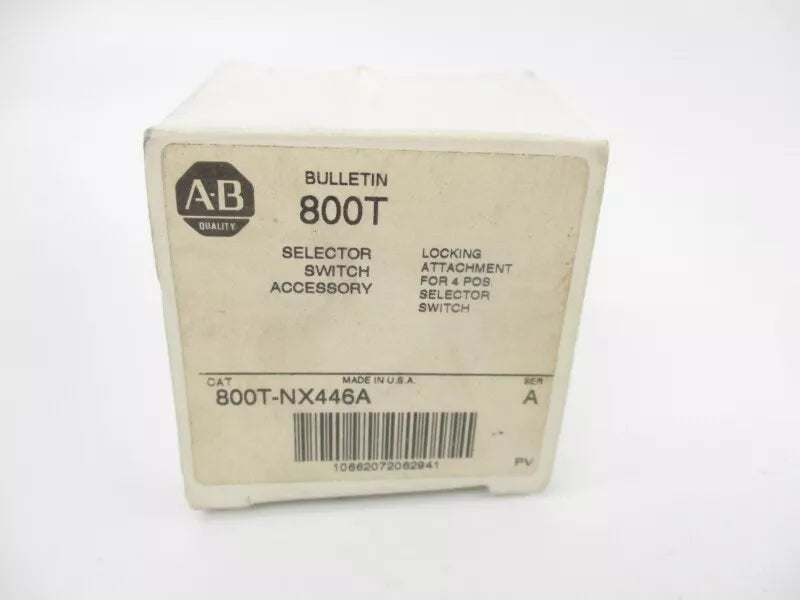 A-B
QUALITY
BULLETIN
800T
SELECTOR
SWITCH
ACCESSORY
LOCKING
ATTACHMENT
FOR 4 POS.
SELECTOR
SWITCH
CAT
MADE IN U.S.A.
SER
800T-NX446A
A
10662072062941
PV